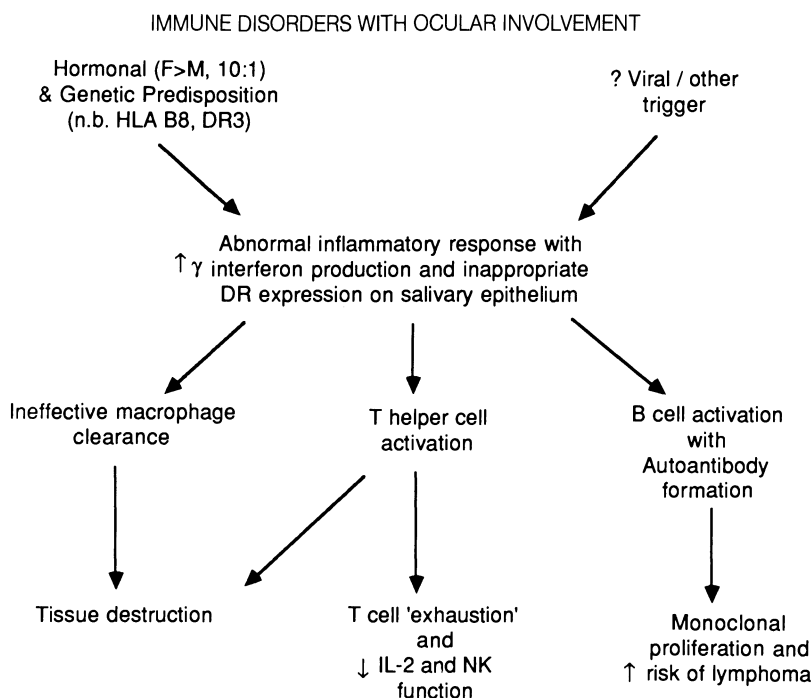 IMMUNE DISORDERS WITH OCULAR INVOLVEMENT
Hormonal (F>M, 10:1)
& Genetic Predisposition
(n.b. HLA B8, DR3)
? Viral / other
trigger
Abnormal inflammatory response with
↑ γ interferon production and inappropriate
DR expression on salivary epithelium
Ineffective macrophage
clearance
T helper cell
activation
B cell activation
with
Autoantibody
formation
Tissue destruction
T cell 'exhaustion'
and
↓ IL-2 and NK
function
Monoclonal
proliferation and
↑ risk of lymphoma